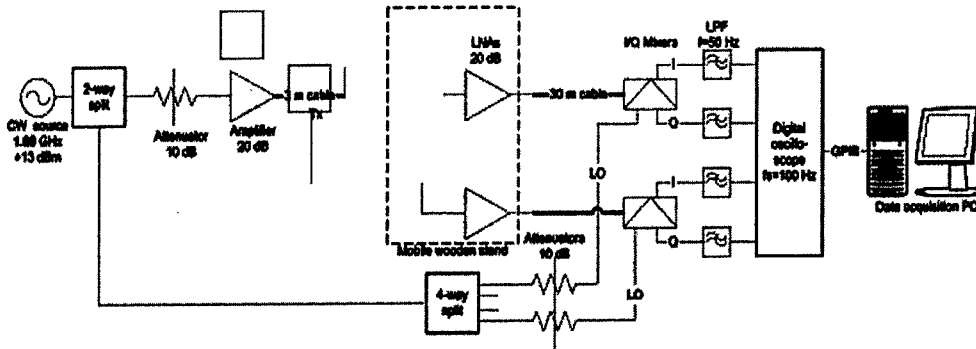 2-way
split
CW source
1.89 GHz
+13 dBm
Attenuator
10 dB
Amplifier
20 dB
m cable
Tx
LNAs
20 dB
Mobile wooden stand
30 m cable
I/Q Mixers
LPF
f=50 Hz
I
Q
I
Q
LO
LO
Attenuators
10 dB
4-way
split
Digital
oscillo-
scope
fs=100 Hz
GPIB
Data acquisition PC